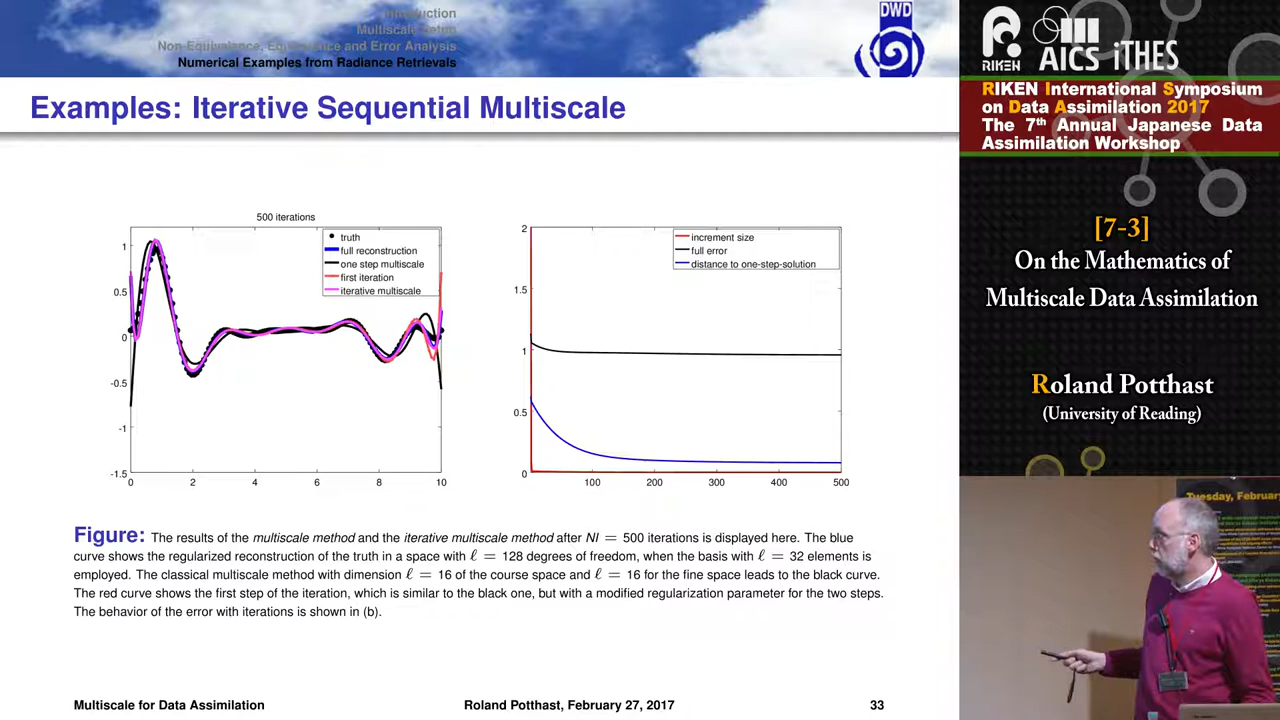 Introduction
Multiscale Setup
Non-Equivalence, Equivalence and Error Analysis
Numerical Examples from Radiance Retrievals
DWD
Examples: Iterative Sequential Multiscale
500 iterations
truth
full reconstruction
one step multiscale
first iteration
iterative multiscale
1
0.5
0
-0.5
-1
-1.5
0 2 4 6 8 10
increment size
full error
distance to one-step-solution
2
1.5
1
0.5
0
100 200 300 400 500
Figure: The results of the multiscale method and the iterative multiscale method after NI = 500 iterations is displayed here. The blue
curve shows the regularized reconstruction of the truth in a space with ℓ = 128 degrees of freedom, when the basis with ℓ = 32 elements is
employed. The classical multiscale method with dimension ℓ = 16 of the course space and ℓ = 16 for the fine space leads to the black curve.
The red curve shows the first step of the iteration, which is similar to the black one, but with a modified regularization parameter for the two steps.
The behavior of the error with iterations is shown in (b).
Multiscale for Data Assimilation
Roland Potthast, February 27, 2017
33
RIKEN
AICS
iTHES
RIKEN International Symposium
on Data Assimilation 2017
The 7th Annual Japanese Data
Assimilation Workshop
[7-3]
On the Mathematics of
Multiscale Data Assimilation
Roland Potthast
(University of Reading)
Tuesday, February